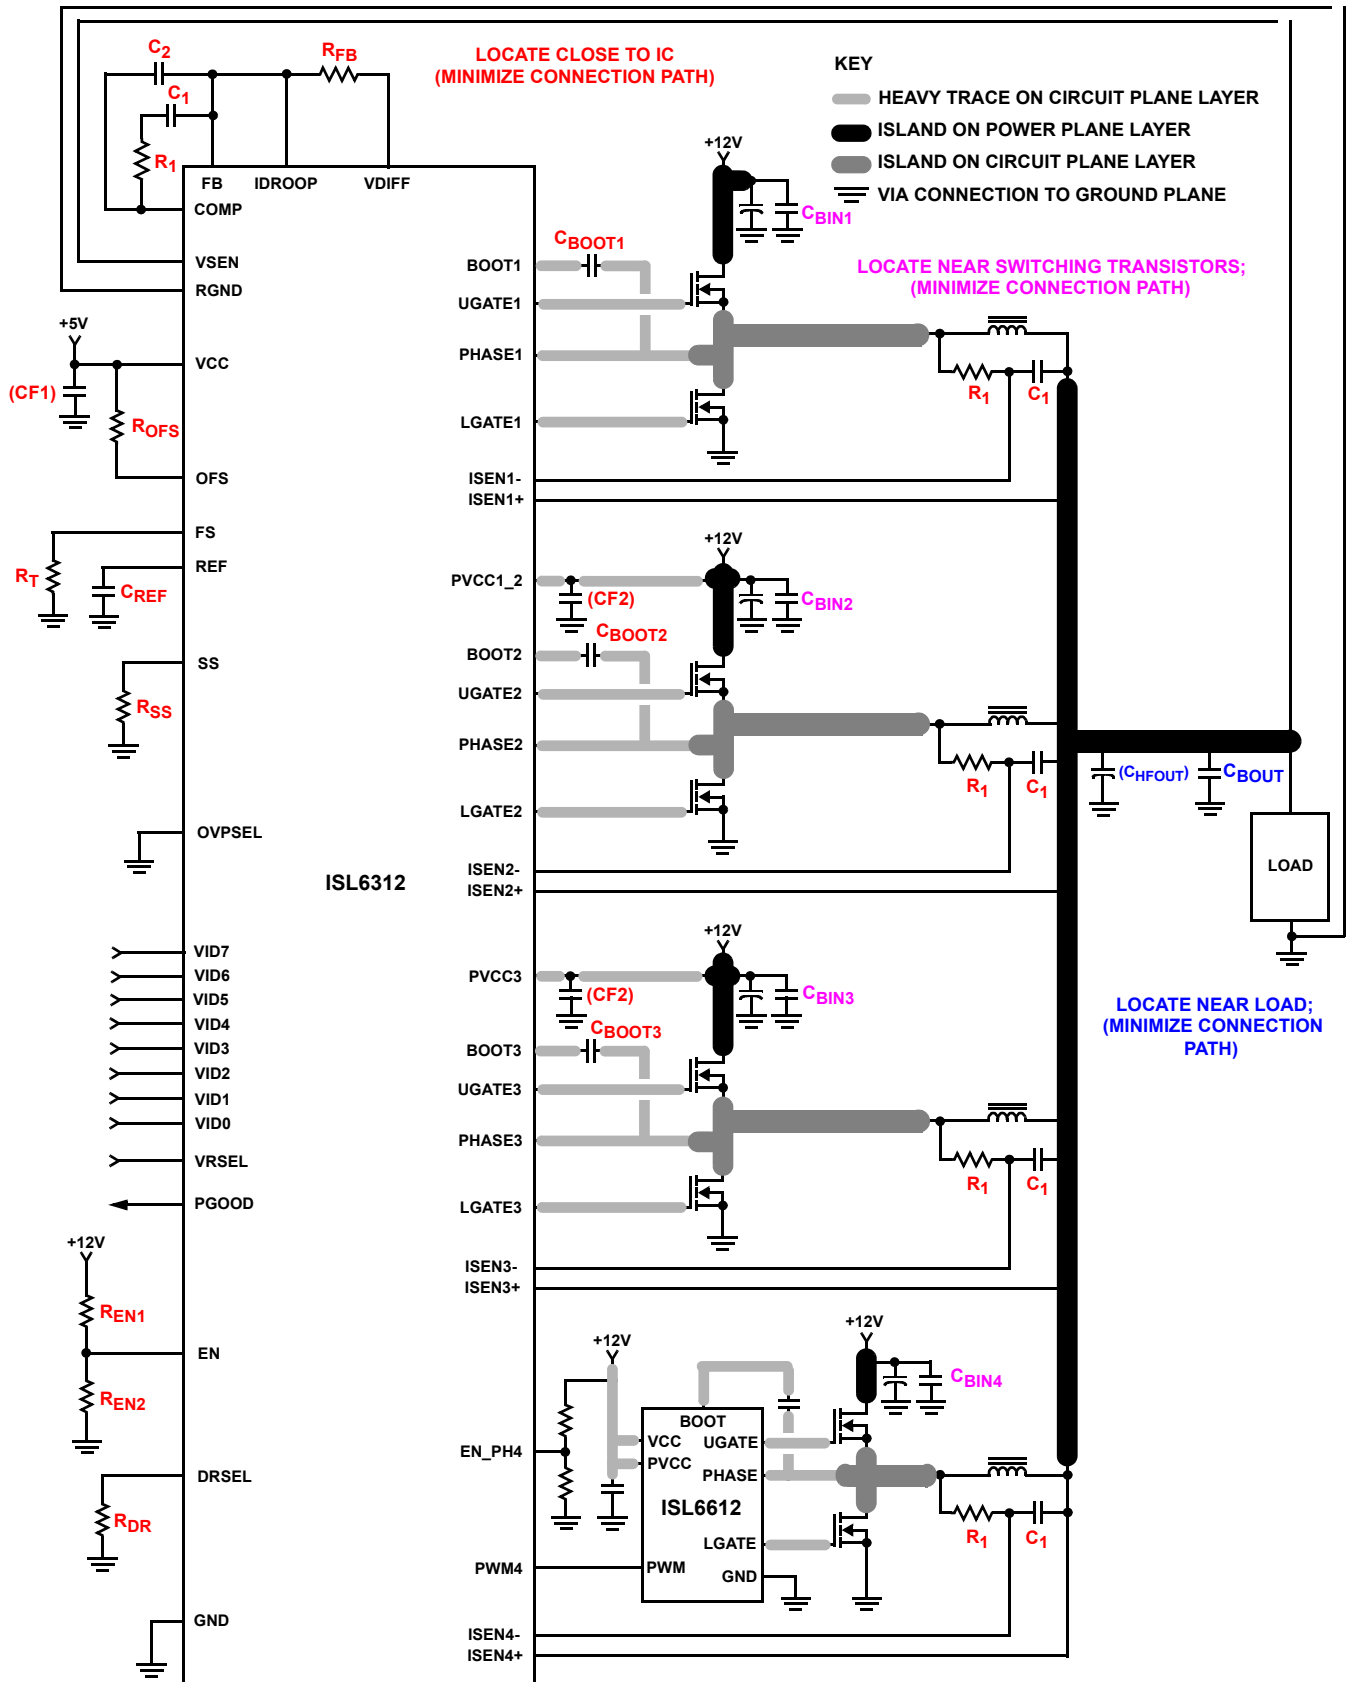 C2
RFB
LOCATE CLOSE TO IC
(MINIMIZE CONNECTION PATH)
C1
R1
KEY
HEAVY TRACE ON CIRCUIT PLANE LAYER
ISLAND ON POWER PLANE LAYER
ISLAND ON CIRCUIT PLANE LAYER
VIA CONNECTION TO GROUND PLANE
FB
IDROOP
VDIFF
COMP
VSEN
RGND
+5V
VCC
(CF1)
ROFS
OFS
FS
RT
REF
CREF
SS
RSS
OVPSEL
ISL6312
VID7
VID6
VID5
VID4
VID3
VID2
VID1
VID0
VRSEL
PGOOD
+12V
REN1
EN
REN2
DRSEL
RDR
GND
+12V
CBIN1
CBOOT1
BOOT1
UGATE1
PHASE1
LGATE1
ISEN1-
ISEN1+
LOCATE NEAR SWITCHING TRANSISTORS;
(MINIMIZE CONNECTION PATH)
R1
C1
+12V
PVCC1_2
(CF2)
CBIN2
CBOOT2
BOOT2
UGATE2
PHASE2
LGATE2
ISEN2-
ISEN2+
R1
C1
(CHFOUT)
CBOUT
LOAD
+12V
PVCC3
(CF2)
CBIN3
CBOOT3
BOOT3
UGATE3
PHASE3
LGATE3
ISEN3-
ISEN3+
R1
C1
LOCATE NEAR LOAD;
(MINIMIZE CONNECTION
PATH)
+12V
+12V
CBIN4
BOOT
VCC
UGATE
EN_PH4
PVCC
PHASE
ISL6612
LGATE
PWM4
PWM
GND
R1
C1
ISEN4-
ISEN4+